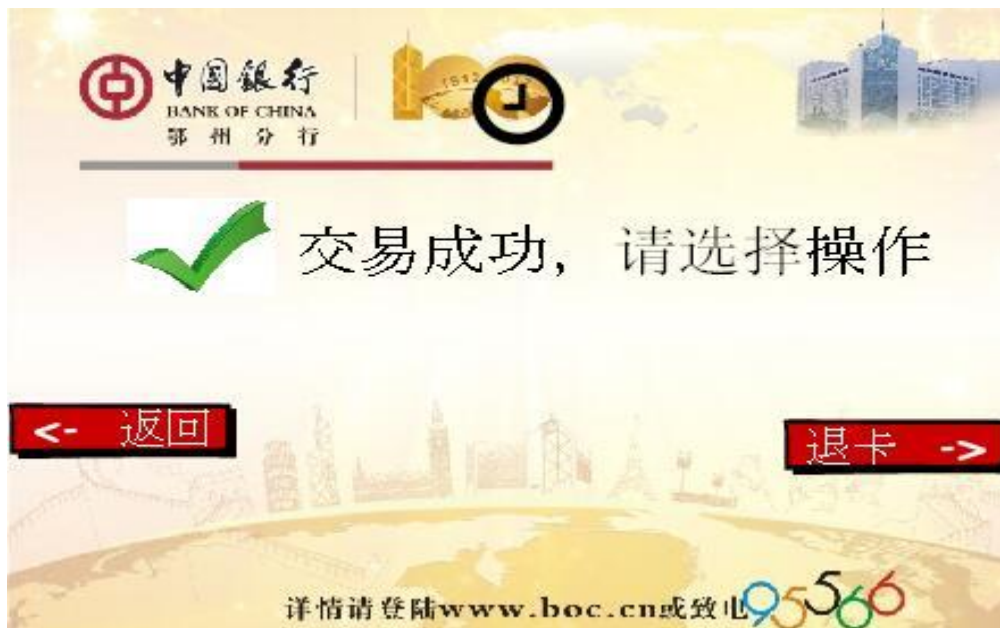 中国銀行
BANK OF CHINA
鄂州分行
交易成功，请选择操作
<- 返回
退卡 ->
详情请登陆www.boc.cn或致电95566